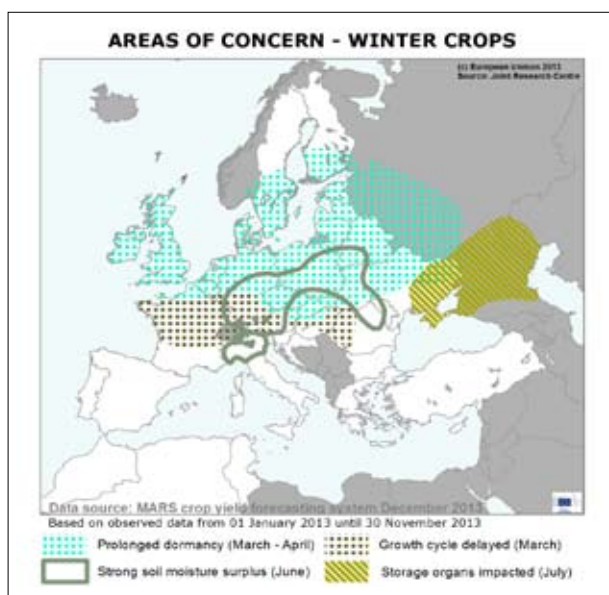 AREAS OF CONCERN - WINTER CROPS
(c) European Union 2013
Source: Joint Research Centre
Data source: MARS crop yield forecasting system December 2013
Based on observed data from 01 January 2013 until 30 November 2013
Prolonged dormancy (March - April)
Growth cycle delayed (March)
Strong soil moisture surplus (June)
Storage organs impacted (July)